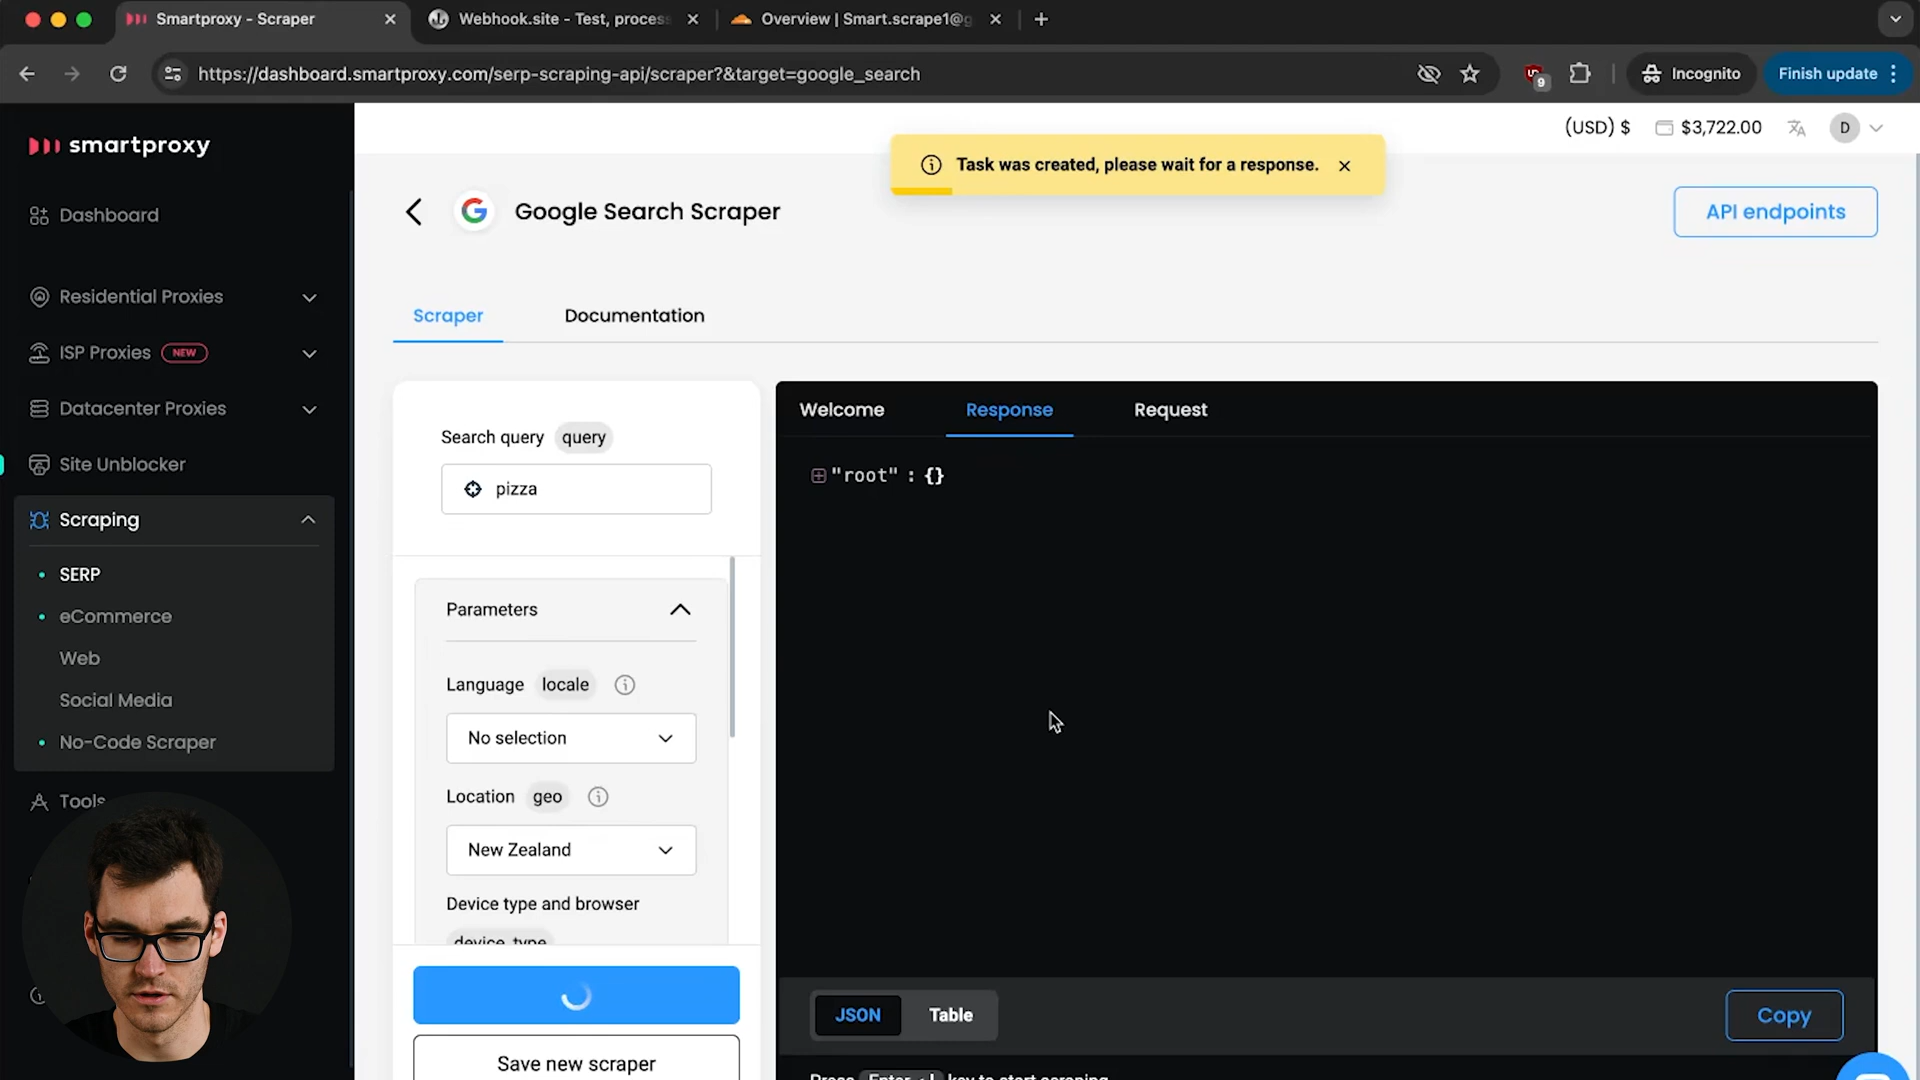 Smartproxy - Scraper
Webhook.site - Test, proces
Overview | Smart.scrape1@g
https://dashboard.smartproxy.com/serp-scraping-api/scraper?&target=google_search
9
Incognito
Finish update
smartproxy
(USD) $
$3,722.00
D
Task was created, please wait for a response.
Dashboard
Google Search Scraper
API endpoints
Residential Proxies
Scraper
Documentation
ISP Proxies
NEW
Datacenter Proxies
Welcome
Response
Request
Search query
query
Site Unblocker
"root" : {}
pizza
Scraping
SERP
Parameters
eCommerce
Web
Language
locale
Social Media
No selection
No-Code Scraper
Location
geo
Tools
New Zealand
Device type and browser
device_type
JSON
Table
Copy
Save new scraper
Press Enter ↵ key to start scraping